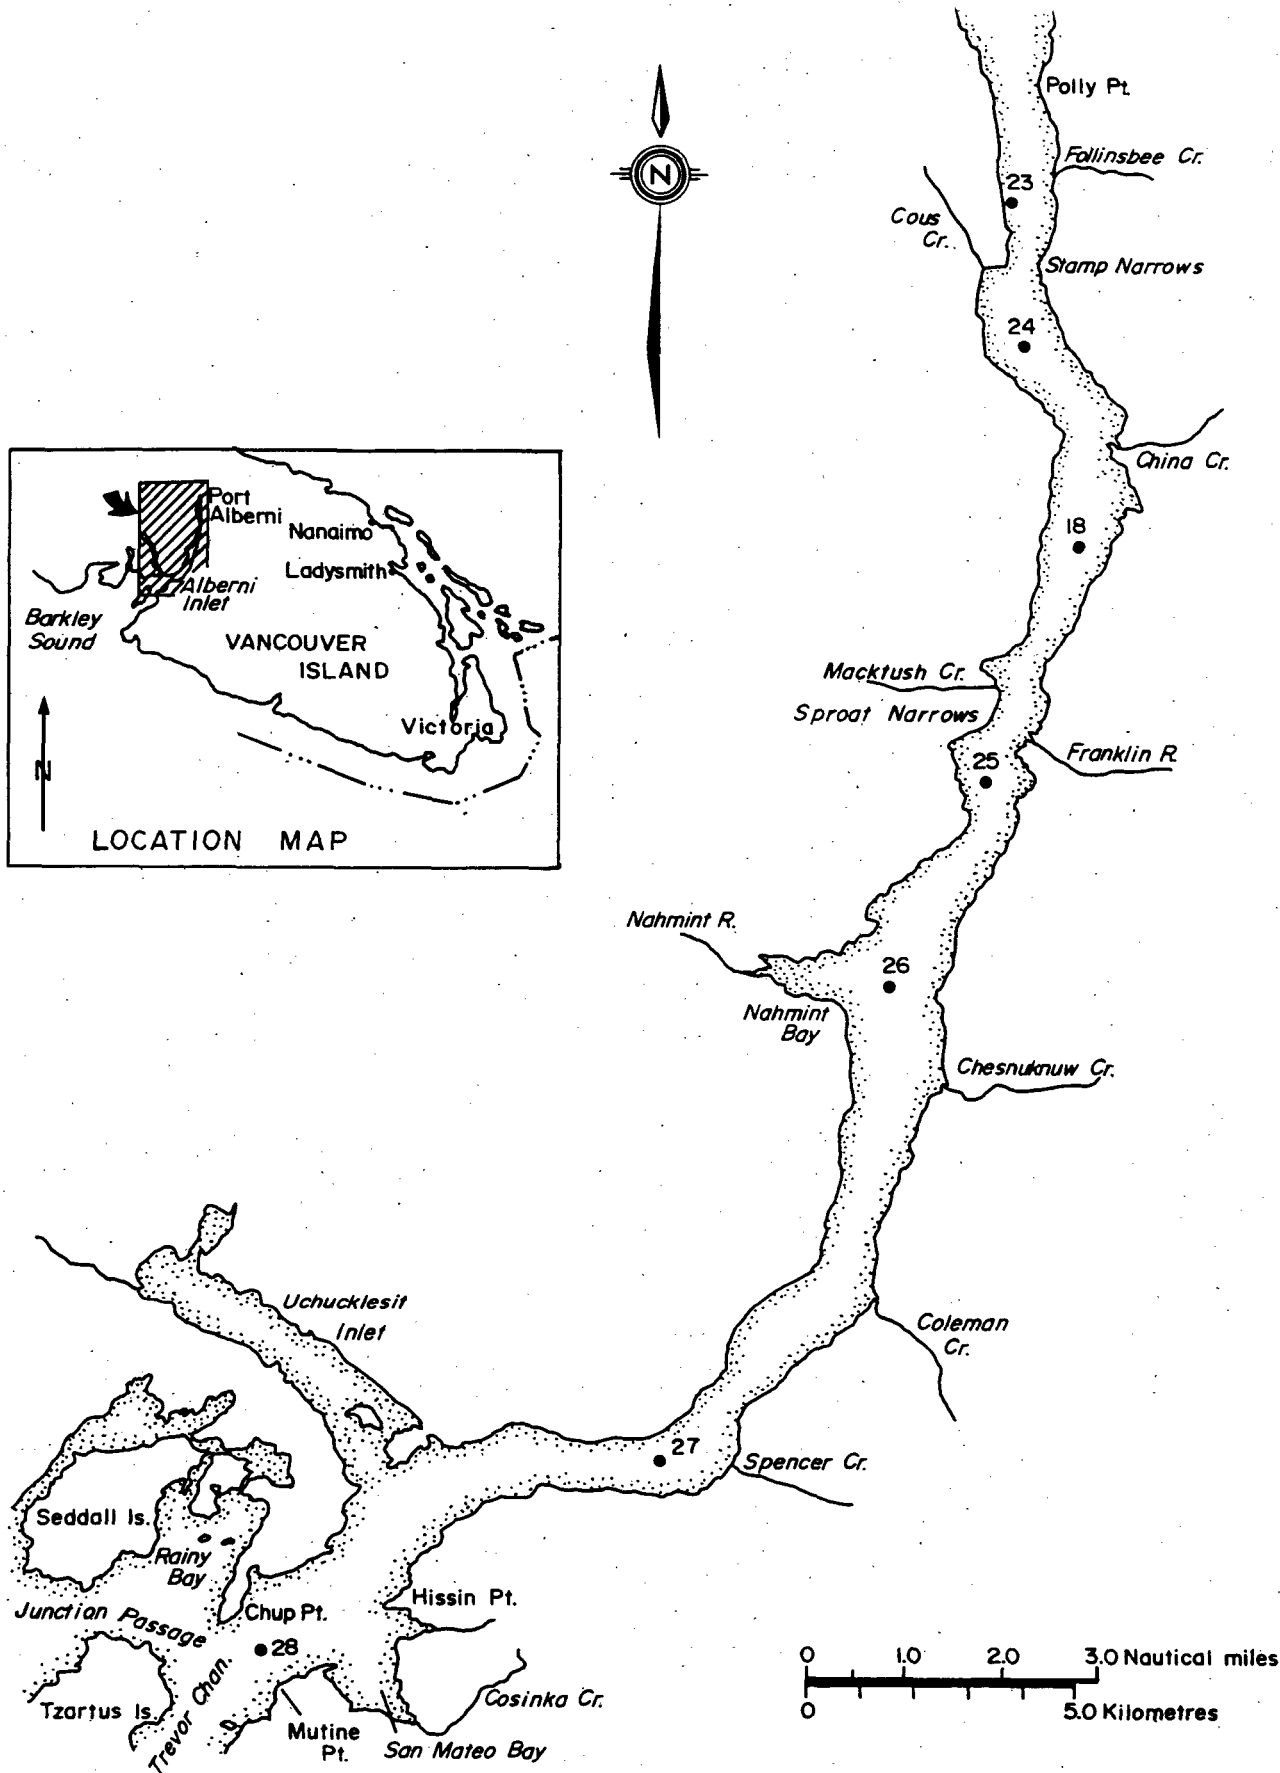 Polly Pt.
Follinsbee Cr.
N
23
Cous
Cr.
Stamp Narrows
24
China Cr.
18
Port
Alberni
Nanaimo
Ladysmith
Alberni
Inlet
Barkley
Sound
VANCOUVER
ISLAND
Victoria
N
LOCATION MAP
Macktush Cr.
Sproat Narrows
Franklin R.
25
Nahmint R.
26
Nahmint
Bay
Chesnuknuw Cr.
Uchucklesit
Inlet
Coleman
Cr.
27
Spencer Cr.
Seddall Is.
Rainy
Bay
Hissin Pt.
Junction Passage
Chup Pt.
28
Trevor Chan.
Tzartus Is.
Mutine
Pt.
San Mateo Bay
Cosinka Cr.
0 1.0 2.0 3.0 Nautical miles
0 5.0 Kilometres